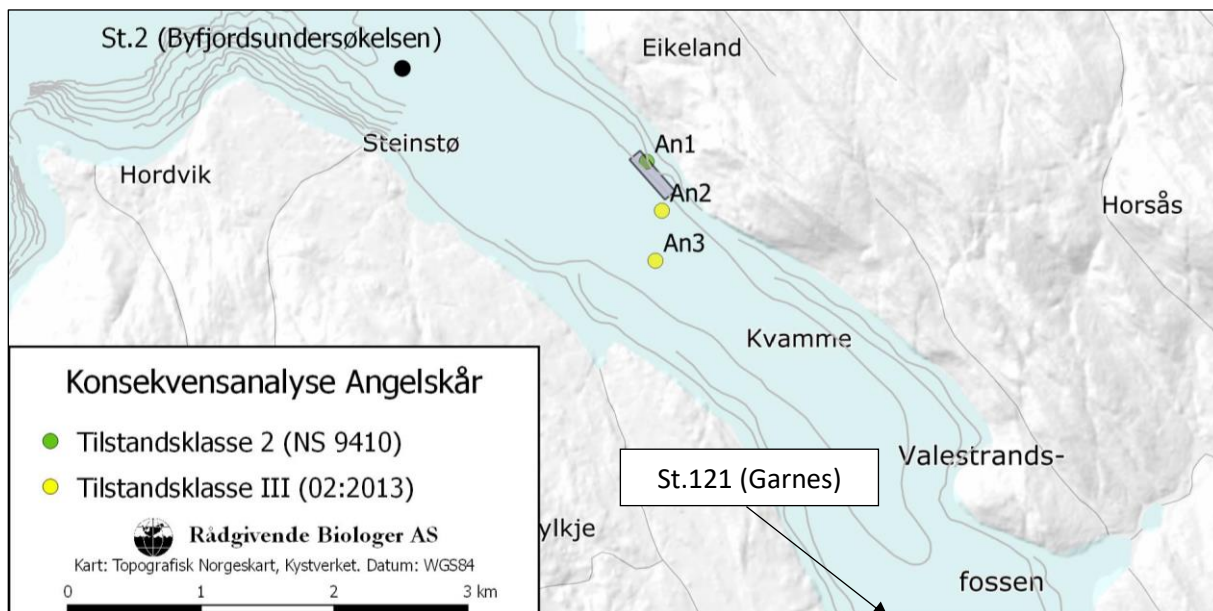 St.2 (Byfjordsundersøkelsen)
Eikeland
Steinstø
An1
Hordvik
An2
Horsås
An3
Kvamme
Konsekvensanalyse Angelskår
Tilstandsklasse 2 (NS 9410)
Tilstandsklasse III (02:2013)
Rådgivende Biologer AS
Kart: Topografisk Norgeskart, Kystverket. Datum: WGS84
0 1 2 3 km
Valestrands-
fossen
St.121 (Garnes)
ylkje